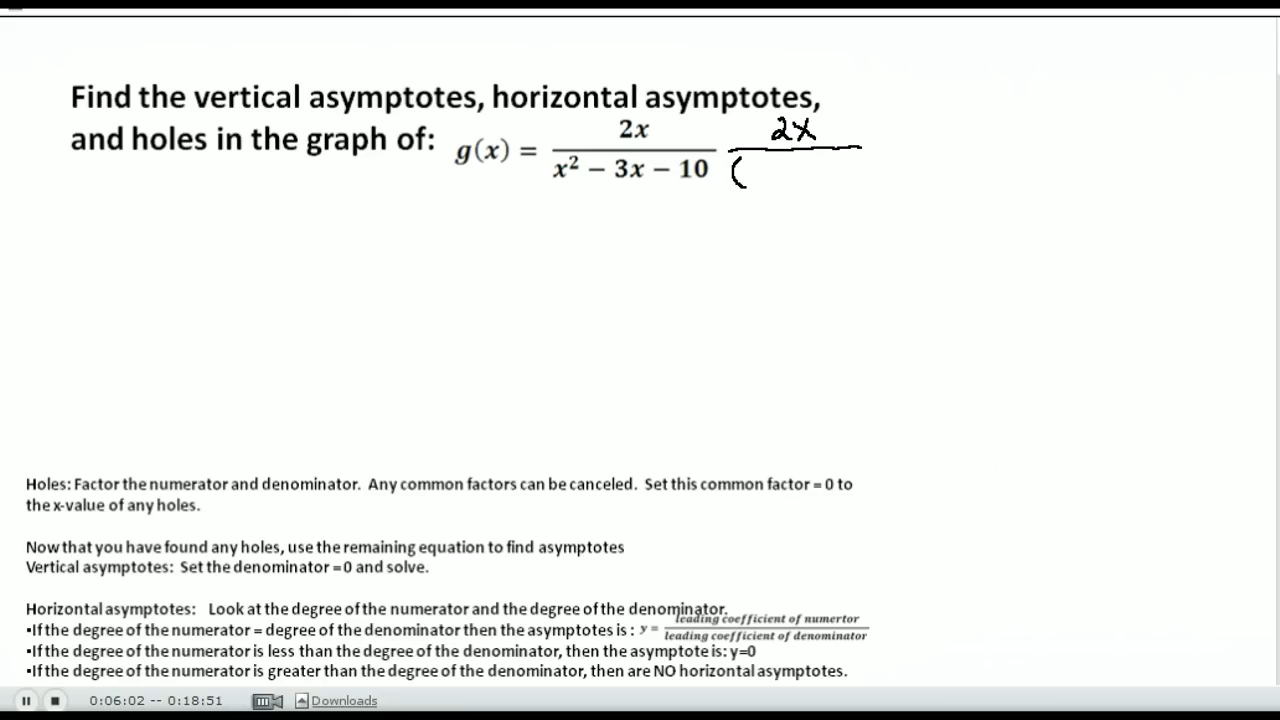 Find the vertical asymptotes, horizontal asymptotes,
and holes in the graph of: g(x) = 2x / x² − 3x − 10 2x / (
Holes: Factor the numerator and denominator. Any common factors can be canceled. Set this common factor = 0 to
the x-value of any holes.
Now that you have found any holes, use the remaining equation to find asymptotes
Vertical asymptotes: Set the denominator = 0 and solve.
Horizontal asymptotes: Look at the degree of the numerator and the degree of the denominator.
▪If the degree of the numerator = degree of the denominator then the asymptotes is : y = leading coefficient of numertor / leading coefficient of denominator
▪If the degree of the numerator is less than the degree of the denominator, then the asymptote is: y=0
▪If the degree of the numerator is greater than the degree of the denominator, then are NO horizontal asymptotes.
0:06:02 -- 0:18:51 Downloads